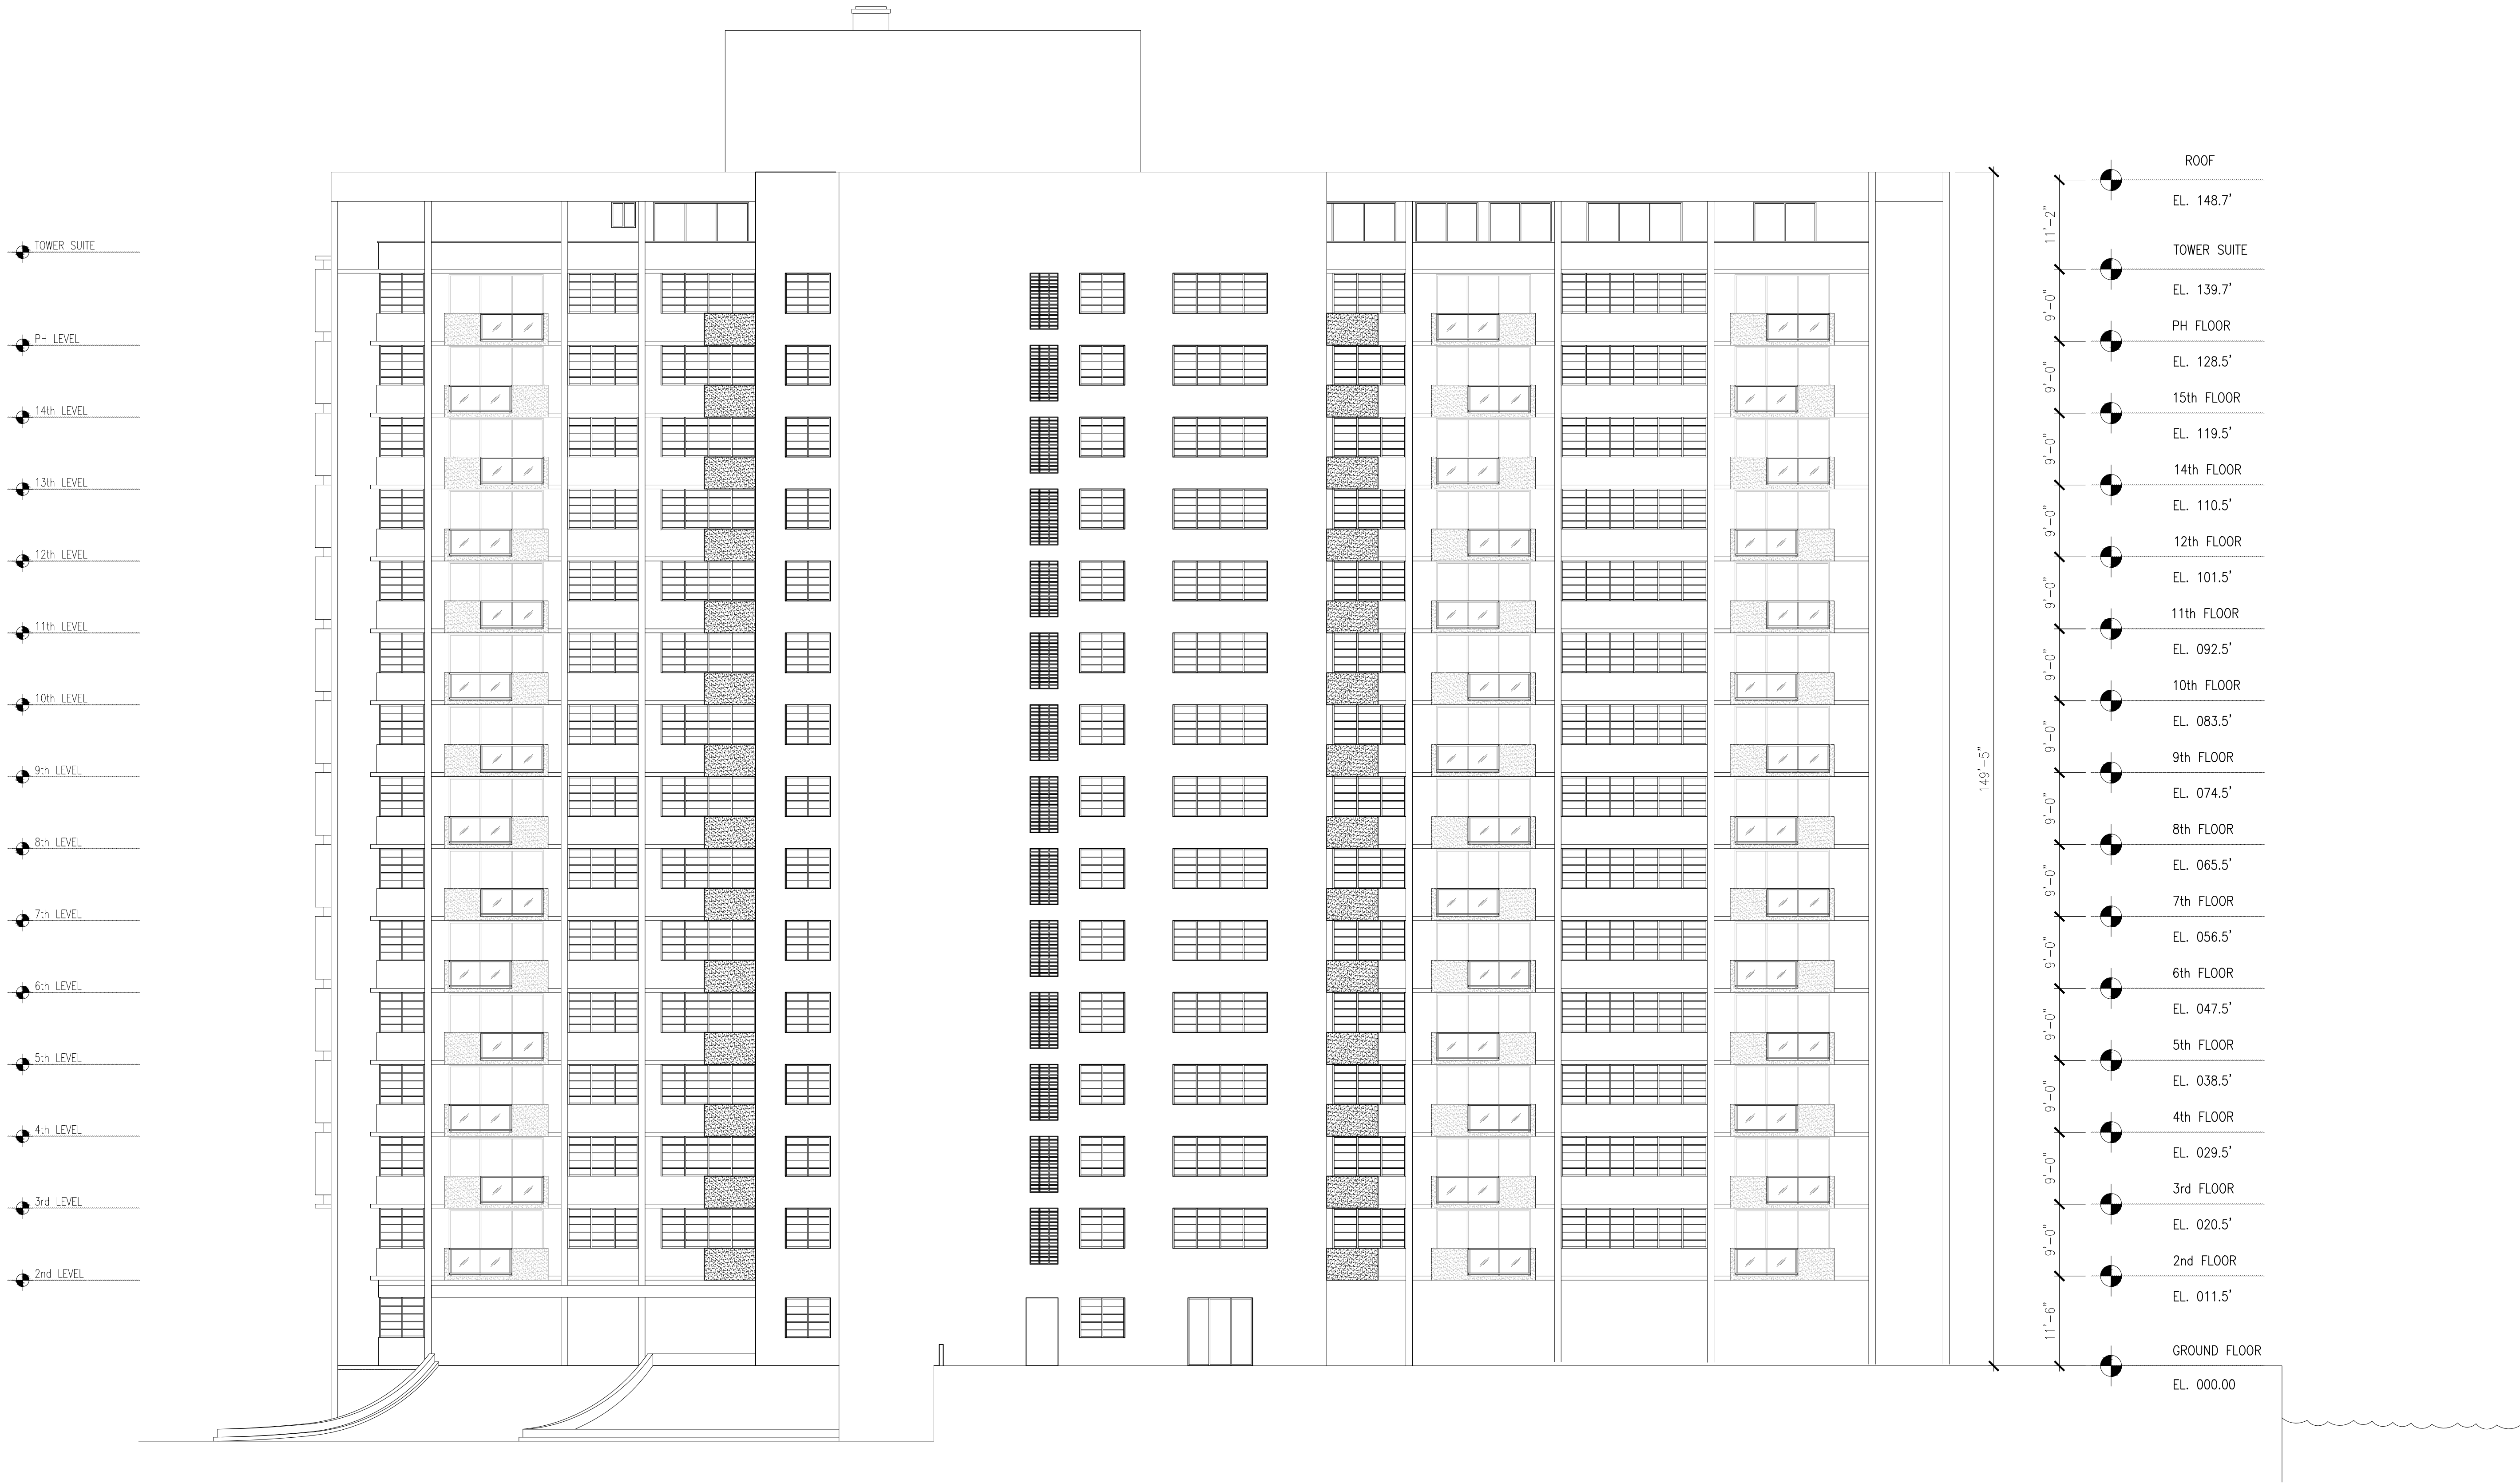 ROOF
EL. 148.7'
TOWER SUITE
TOWER SUITE
EL. 139.7'
11'-2"
PH LEVEL
PH FLOOR
EL. 128.5'
9'-0"
14th LEVEL
15th FLOOR
EL. 119.5'
9'-0"
13th LEVEL
14th FLOOR
EL. 110.5'
9'-0"
12th LEVEL
12th FLOOR
EL. 101.5'
9'-0"
11th LEVEL
11th FLOOR
EL. 092.5'
9'-0"
10th LEVEL
10th FLOOR
EL. 083.5'
9'-0"
9th LEVEL
9th FLOOR
EL. 074.5'
9'-0"
149'-5"
8th LEVEL
8th FLOOR
EL. 065.5'
9'-0"
7th LEVEL
7th FLOOR
EL. 056.5'
9'-0"
6th LEVEL
6th FLOOR
EL. 047.5'
9'-0"
5th LEVEL
5th FLOOR
EL. 038.5'
9'-0"
4th LEVEL
4th FLOOR
EL. 029.5'
9'-0"
3rd LEVEL
3rd FLOOR
EL. 020.5'
9'-0"
2nd LEVEL
2nd FLOOR
EL. 011.5'
9'-0"
11'-6"
GROUND FLOOR
EL. 000.00